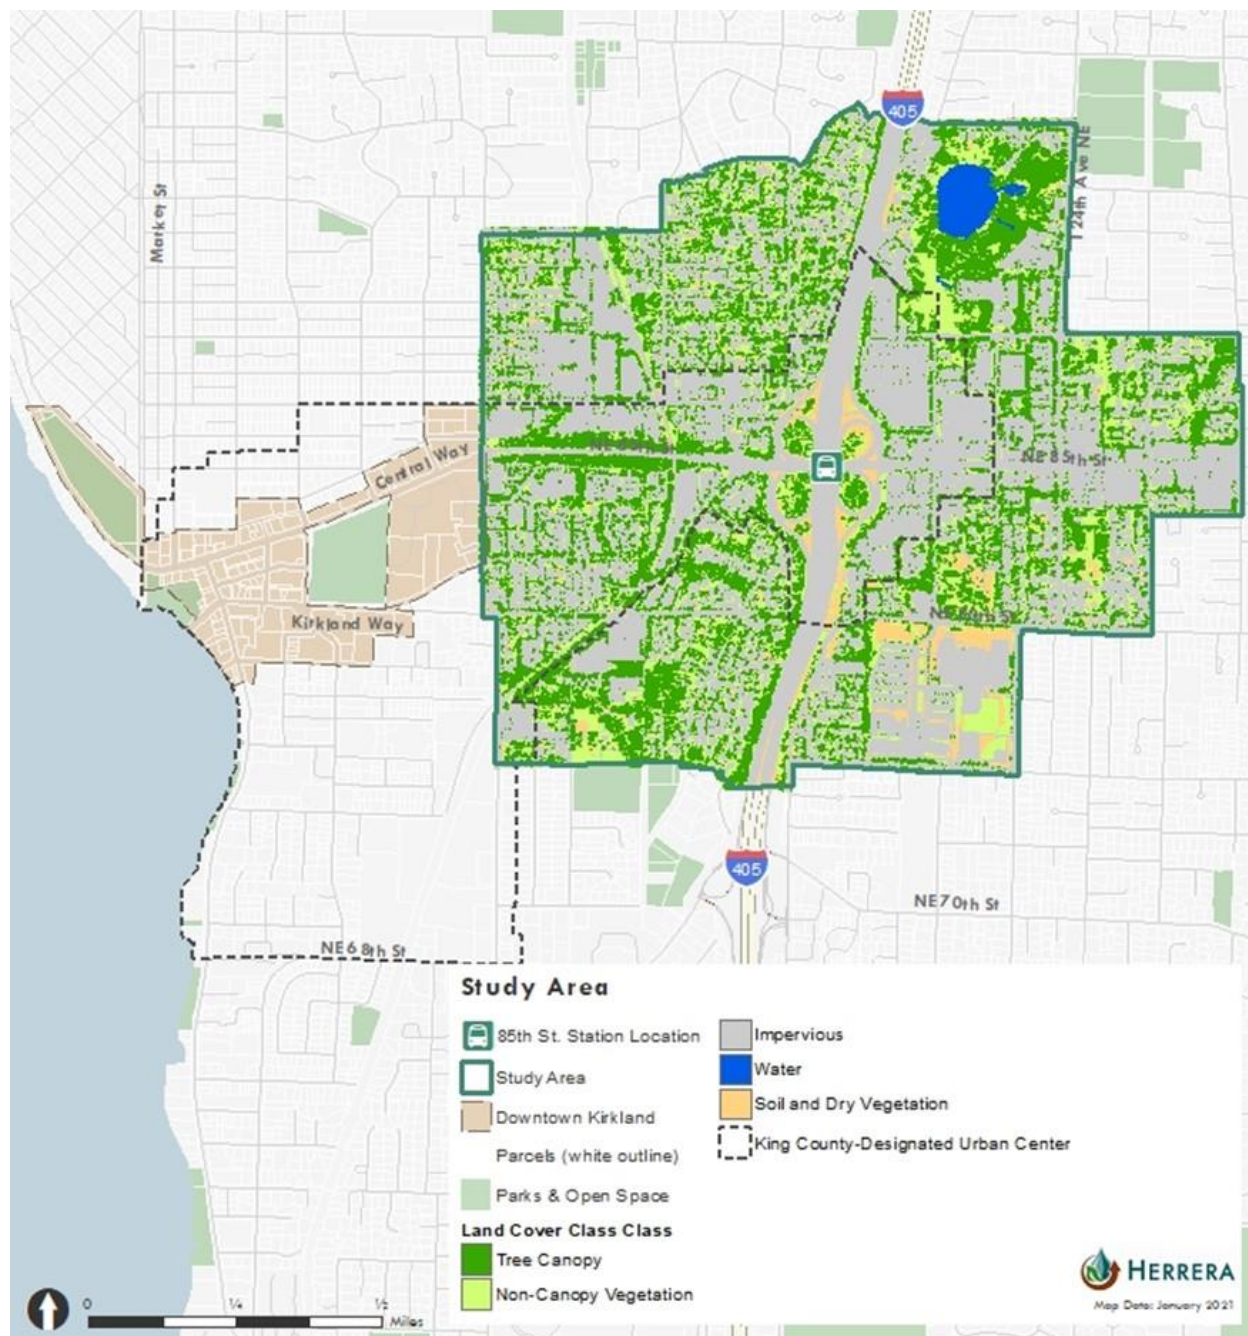 405
Market St
124th Ave NE
NE 85th St
Central Way
Kirkland Way
405
NE 70th St
NE 68th St
Study Area
85th St. Station Location
Study Area
Downtown Kirkland
Parcels (white outline)
Parks & Open Space
Land Cover Class Class
Tree Canopy
Non-Canopy Vegetation
Impervious
Water
Soil and Dry Vegetation
King County-Designated Urban Center
HERRERA
Map Data: January 2021
0 ¼ ½
Miles